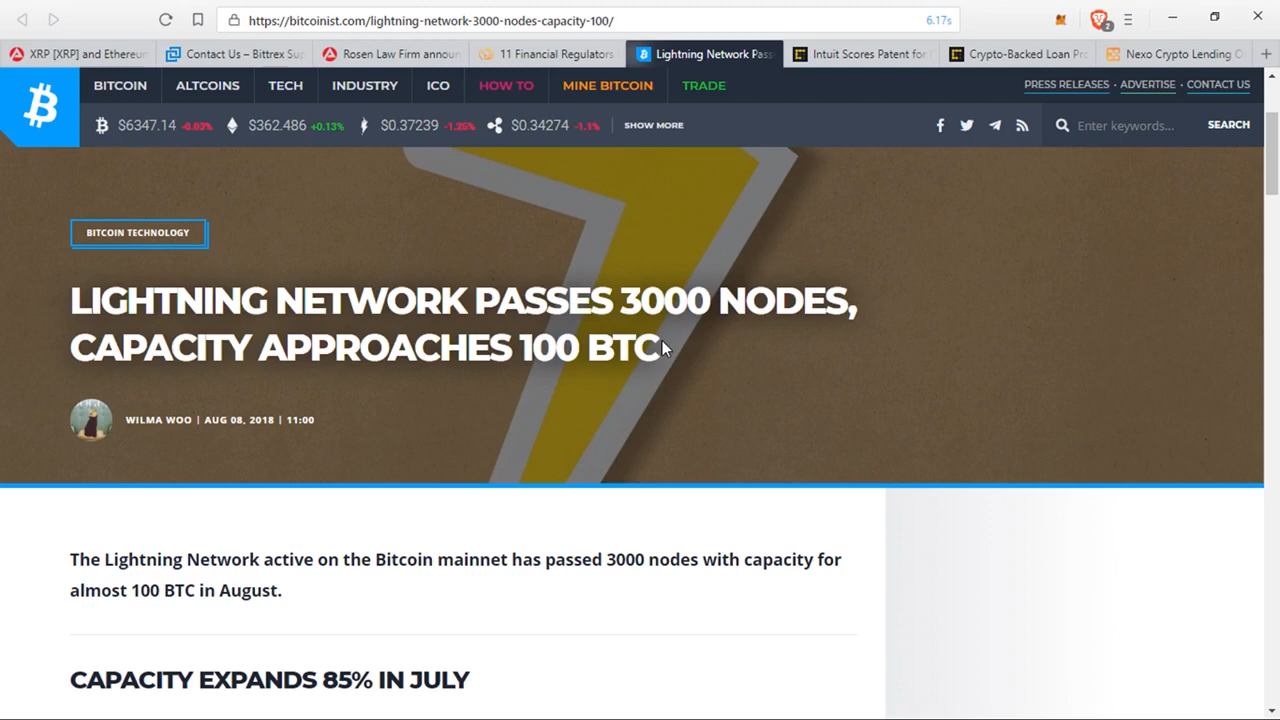 https://bitcoinist.com/lightning-network-3000-nodes-capacity-100/ 6.17s
2
XRP [XRP] and Ethereu Contact Us – Bittrex Sup Rosen Law Firm announ 11 Financial Regulators Lightning Network Pass Intuit Scores Patent for Crypto-Backed Loan Pro Nexo Crypto Lending O
BITCOIN ALTCOINS TECH INDUSTRY ICO HOW TO MINE BITCOIN TRADE PRESS RELEASES · ADVERTISE · CONTACT US
$6347.14 -0.02% $362.486 +0.13% $0.37239 -1.25% $0.34274 -1.1% SHOW MORE Enter keywords... SEARCH
BITCOIN TECHNOLOGY
LIGHTNING NETWORK PASSES 3000 NODES,
CAPACITY APPROACHES 100 BTC
WILMA WOO | AUG 08, 2018 | 11:00
The Lightning Network active on the Bitcoin mainnet has passed 3000 nodes with capacity for
almost 100 BTC in August.
CAPACITY EXPANDS 85% IN JULY